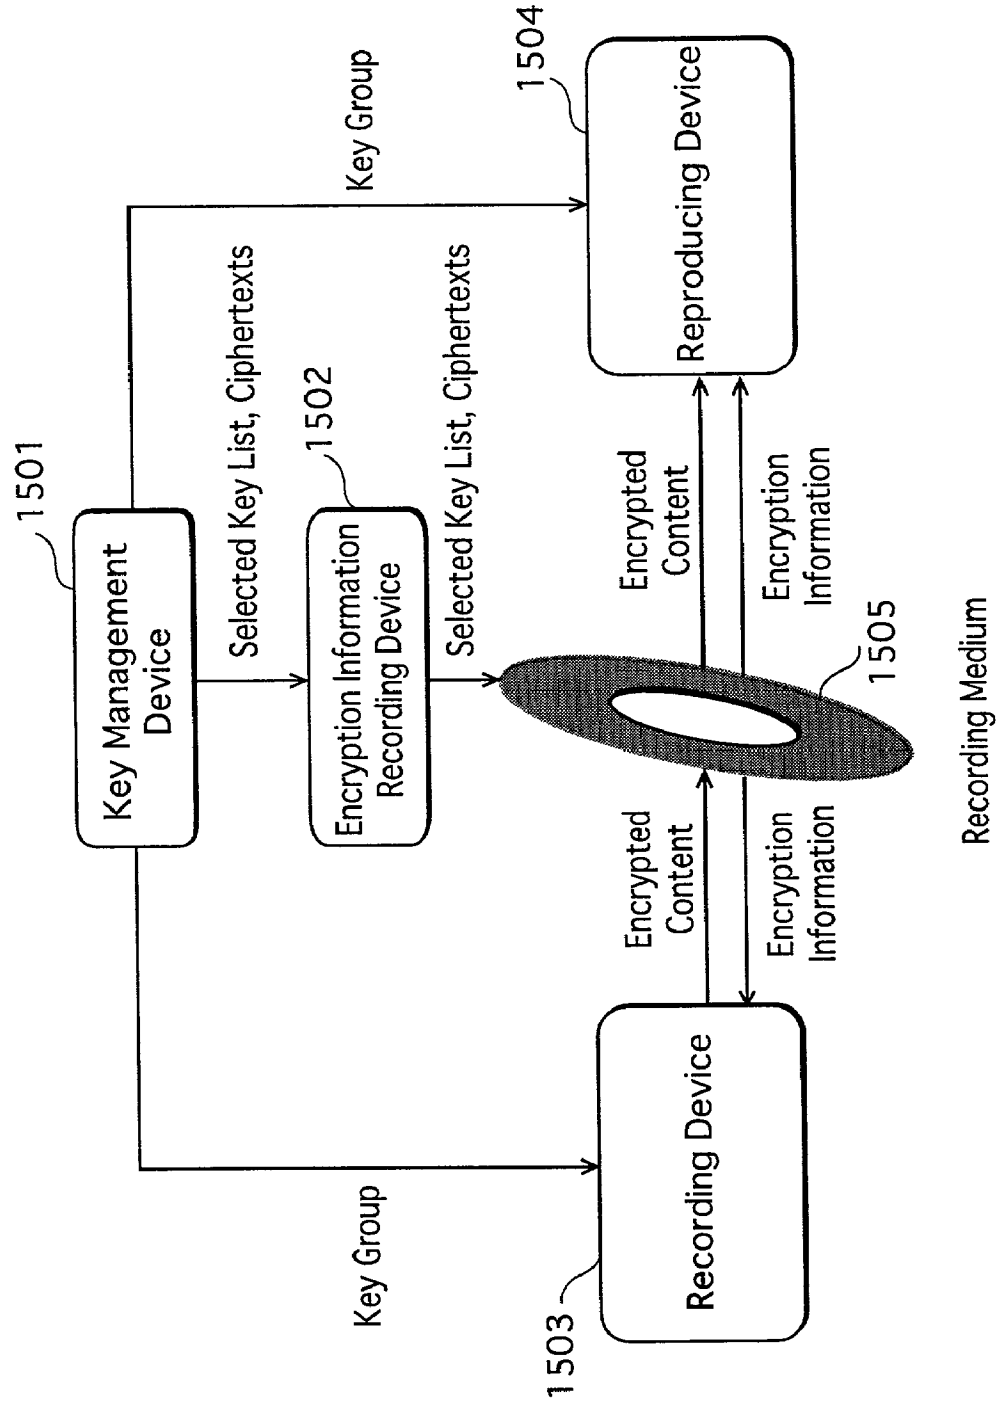 1501
Key Management
Device
Key Group
Key Group
Selected Key List, Ciphertexts
1502
Encryption Information
Recording Device
Selected Key List, Ciphertexts
1503
Recording Device
1504
Reproducing Device
Encrypted
Content
Encryption
Information
Encrypted
Content
Encryption
Information
1505
Recording Medium